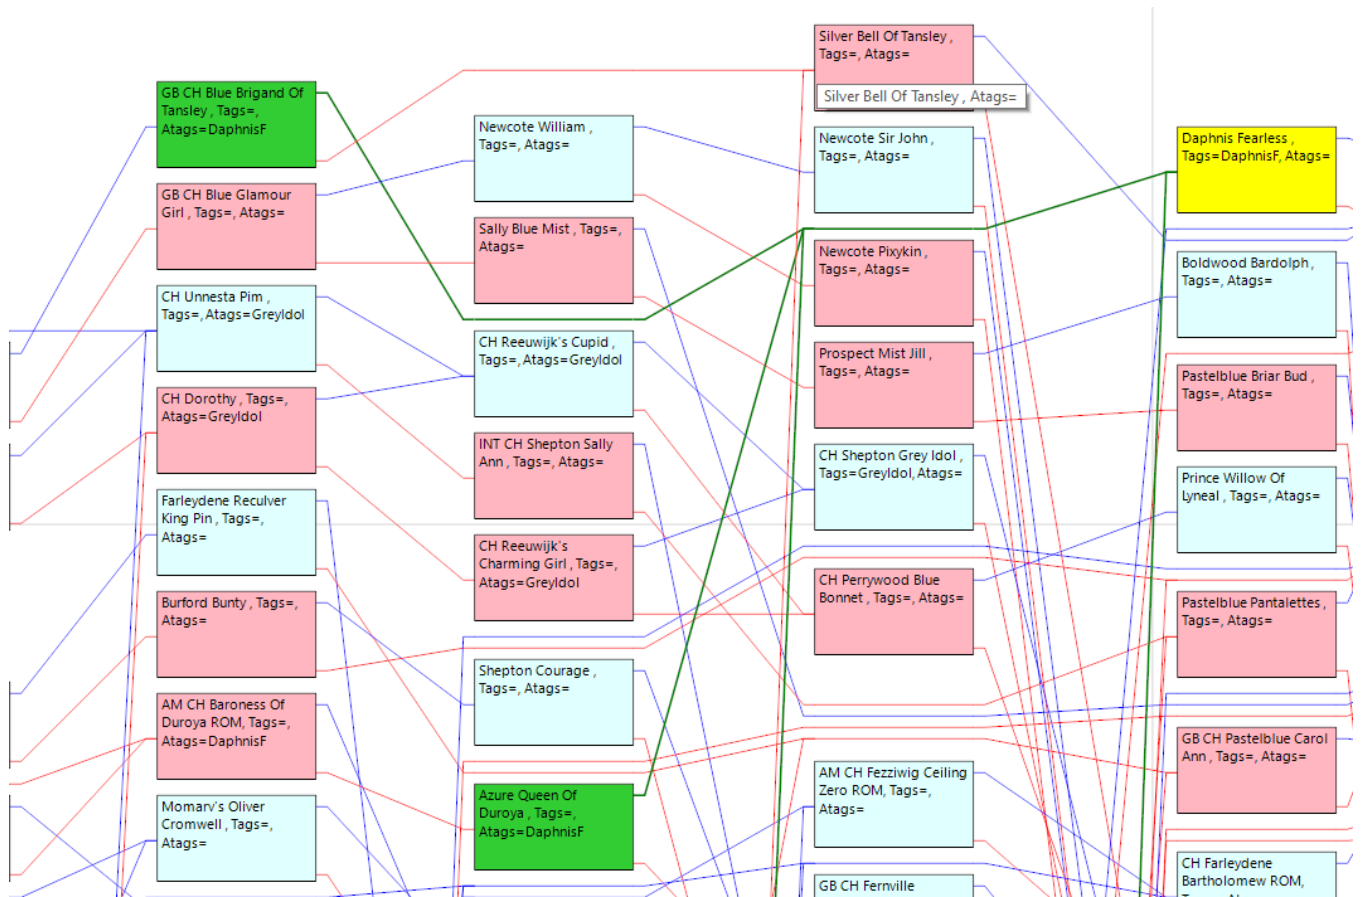 GB CH Blue Brigand Of
Tansley , Tags=,
Atags=DaphnisF
GB CH Blue Glamour
Girl , Tags=, Atags=
CH Unnesta Pim ,
Tags=, Atags=GreyIdol
CH Dorothy , Tags=,
Atags=GreyIdol
Farleydene Reculver
King Pin , Tags=,
Atags=
Burford Bunty , Tags=,
Atags=
AM CH Baroness Of
Duroya ROM, Tags=,
Atags=DaphnisF
Momarv's Oliver
Cromwell , Tags=,
Atags=
Newcote William ,
Tags=, Atags=
Sally Blue Mist , Tags=,
Atags=
CH Reeuwijk's Cupid ,
Tags=, Atags=GreyIdol
INT CH Shepton Sally
Ann , Tags=, Atags=
CH Reeuwijk's
Charming Girl , Tags=,
Atags=GreyIdol
Shepton Courage ,
Tags=, Atags=
Azure Queen Of
Duroya , Tags=,
Atags=DaphnisF
Silver Bell Of Tansley ,
Tags=, Atags=
Silver Bell Of Tansley , Atags=
Newcote Sir John ,
Tags=, Atags=
Newcote Pixykin ,
Tags=, Atags=
Prospect Mist Jill ,
Tags=, Atags=
CH Shepton Grey Idol ,
Tags=GreyIdol, Atags=
CH Perrywood Blue
Bonnet , Tags=, Atags=
AM CH Fezziwig Ceiling
Zero ROM, Tags=,
Atags=
GB CH Fernville
Daphnis Fearless ,
Tags=DaphnisF, Atags=
Boldwood Bardolph ,
Tags=, Atags=
Pastelblue Briar Bud ,
Tags=, Atags=
Prince Willow Of
Lyneal , Tags=, Atags=
Pastelblue Pantalettes ,
Tags=, Atags=
GB CH Pastelblue Carol
Ann , Tags=, Atags=
CH Farleydene
Bartholomew ROM,